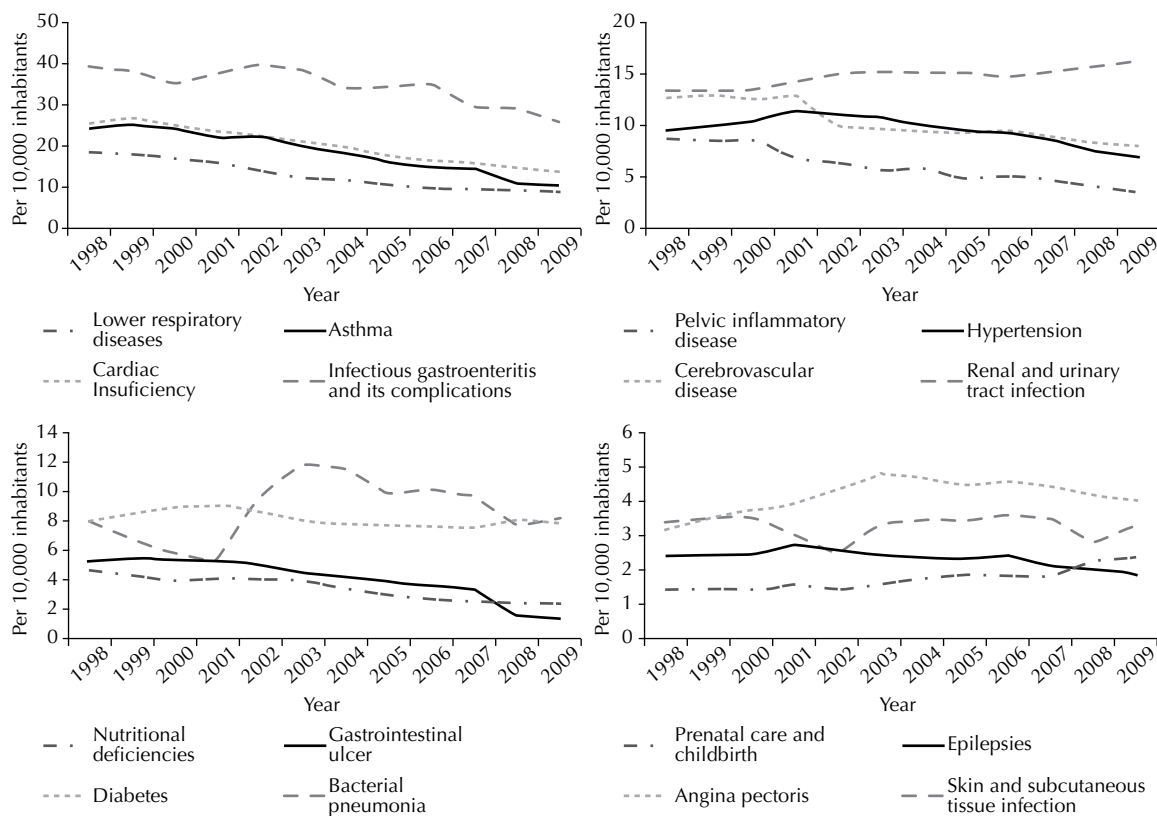 Per 10,000 inhabitants
50
40
30
20
10
0
1998
1999
2000
2001
2002
2003
2004
2005
2006
2007
2008
2009
Year
Lower respiratory
diseases
Asthma
Cardiac
Insuficiency
Infectious gastroenteritis
and its complications
Per 10,000 inhabitants
20
15
10
5
0
1998
1999
2000
2001
2002
2003
2004
2005
2006
2007
2008
2009
Year
Pelvic inflammatory
disease
Hypertension
Cerebrovascular
disease
Renal and urinary
tract infection
Per 10,000 inhabitants
14
12
10
8
6
4
2
0
1998
1999
2000
2001
2002
2003
2004
2005
2006
2007
2008
2009
Year
Nutritional
deficiencies
Gastrointestinal
ulcer
Diabetes
Bacterial
pneumonia
Per 10,000 inhabitants
6
5
4
3
2
1
0
1998
1999
2000
2001
2002
2003
2004
2005
2006
2007
2008
2009
Year
Prenatal care and
childbirth
Epilepsies
Angina pectoris
Skin and subcutaneous
tissue infection